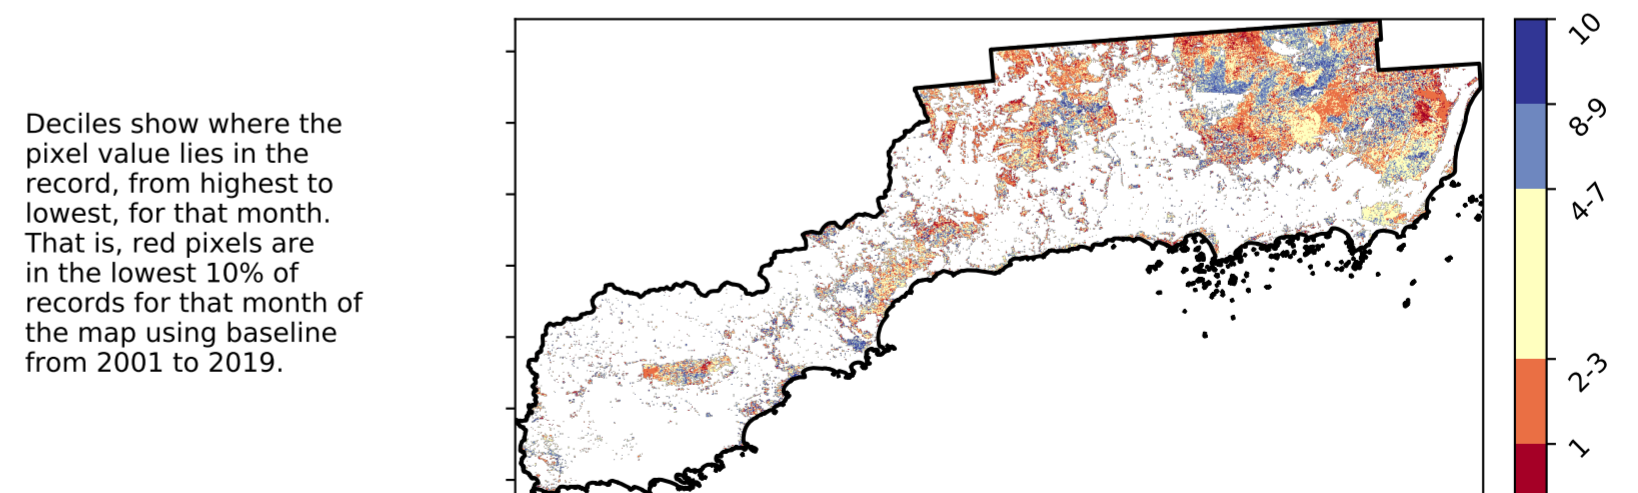 Deciles show where the
pixel value lies in the
record, from highest to
lowest, for that month.
That is, red pixels are
in the lowest 10% of
records for that month of
the map using baseline
from 2001 to 2019.
10
8-9
4-7
2-3
1